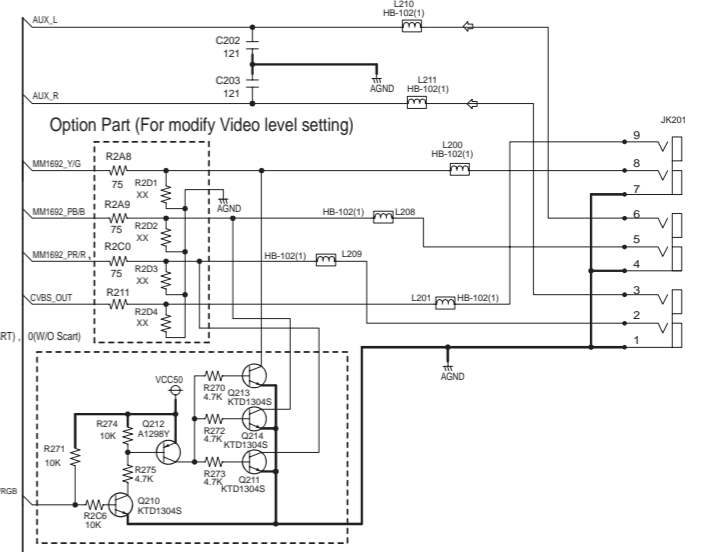 L210
HB-102(1)
AUX_L
C202
121
C203
121
AGND
L211
HB-102(1)
AUX_R
Option Part (For modify Video level setting)
JK201
L200
HB-102(1)
9
8
7
6
5
4
3
2
1
MM1692_Y/G
R2A8
75
R2D1
XX
AGND
MM1692_PB/B
R2A9
75
R2D2
XX
HB-102(1)
L208
MM1692_PR/R
R2C0
75
R2D3
XX
HB-102(1)
L209
CVBS_OUT
R211
R2D4
XX
L201
HB-102(1)
RT) , 0(W/O Scart)
AGND
VCC50
R270
4.7K
Q213
KTD1304S
R274
10K
Q212
A1298Y
R272
4.7K
Q214
KTD1304S
R271
10K
R275
4.7K
R273
4.7K
Q211
KTD1304S
Q210
KTD1304S
/RGB
R2C6
10K